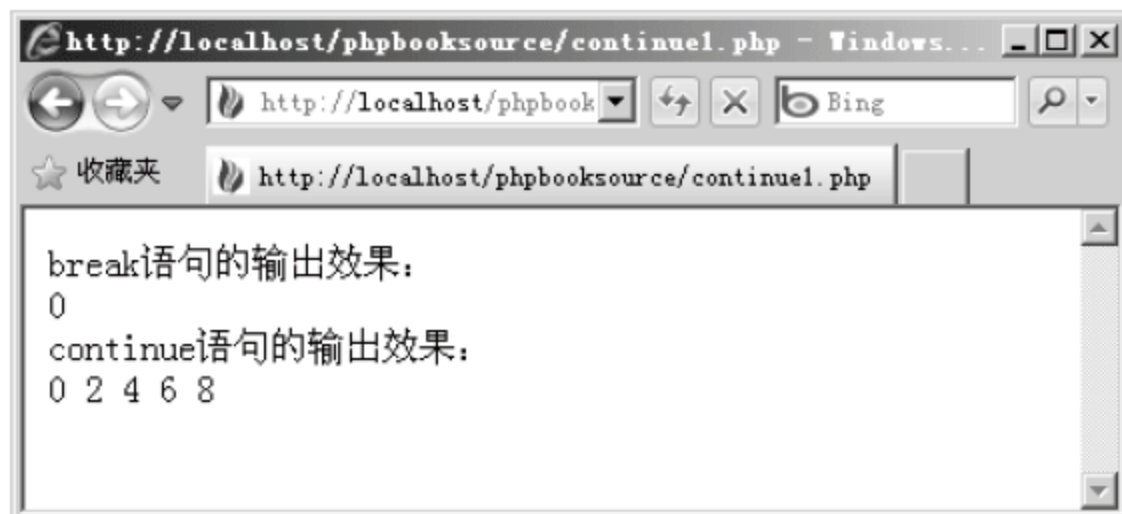 http://localhost/phpbooksource/continue1.php - Windows...
http://localhost/phpbook
Bing
收藏夹
http://localhost/phpbooksource/continue1.php
break语句的输出效果：
0
continue语句的输出效果：
0 2 4 6 8